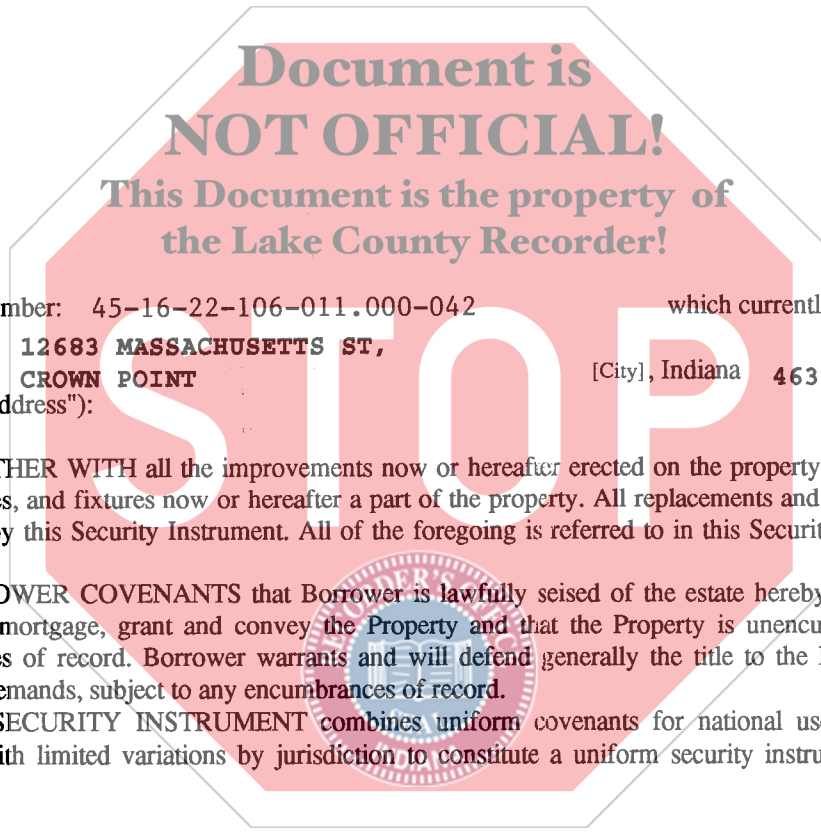 Document is
NOT OFFICIAL!
This Document is the property of
the Lake County Recorder!
mber: 45-16-22-106-011.000-042 which currentl
12683 MASSACHUSETTS ST,
CROWN POINT [City], Indiana 463
ddress"):
STOP
THER WITH all the improvements now or hereafter erected on the property
s, and fixtures now or hereafter a part of the property. All replacements and
y this Security Instrument. All of the foregoing is referred to in this Securit
OWER COVENANTS that Borrower is lawfully seised of the estate hereby
mortgage, grant and convey the Property and that the Property is unencu
s of record. Borrower warrants and will defend generally the title to the
emands, subject to any encumbrances of record.
SECURITY INSTRUMENT combines uniform covenants for national us
ith limited variations by jurisdiction to constitute a uniform security instru
INDIANA